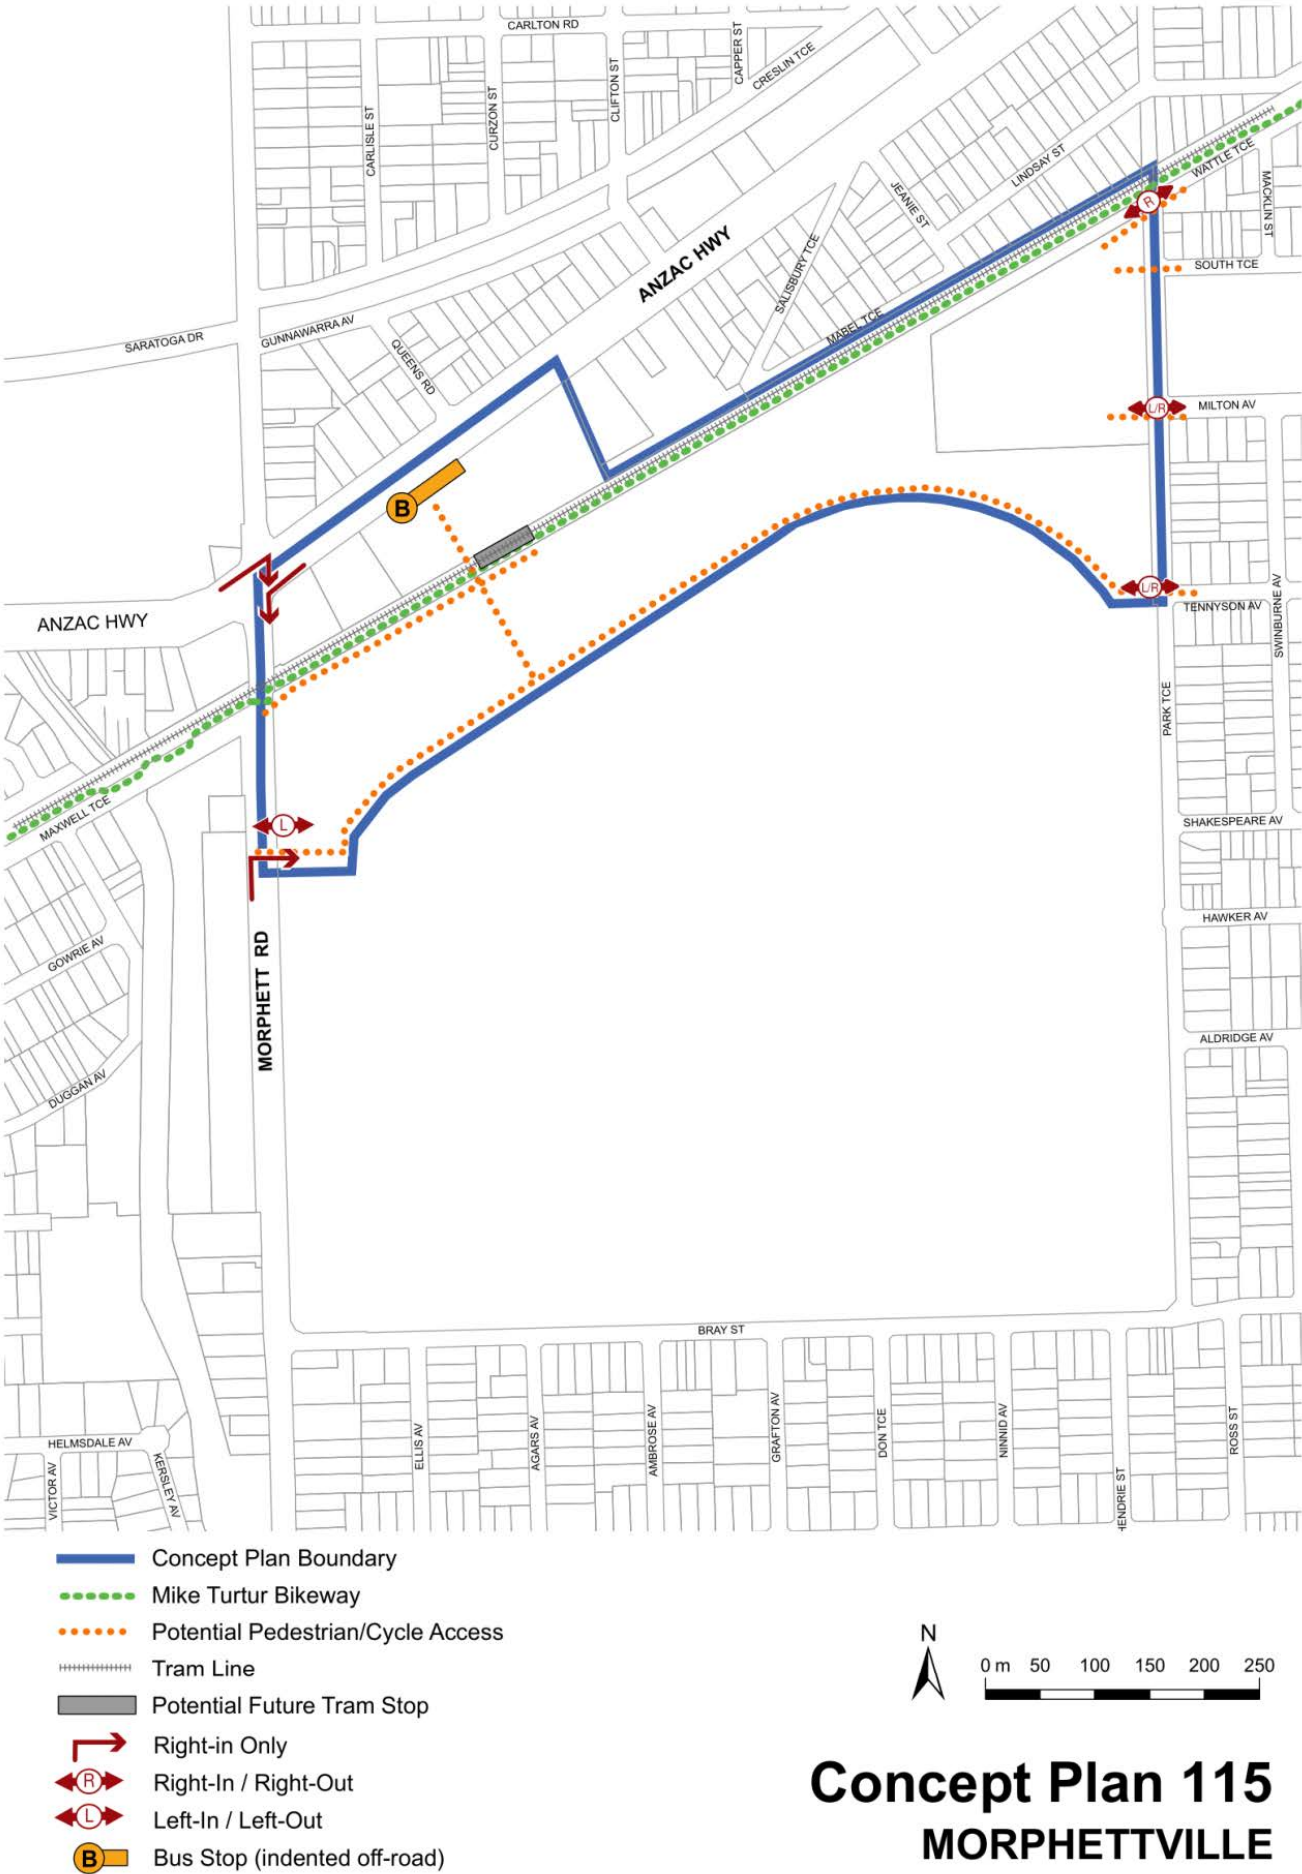 CARLTON RD
CAPPER ST
CRESLIN TCE
CLIFTON ST
CURZON ST
CARLISLE ST
LINDSAY ST
WATTLE TCE
MACKLIN ST
JEANIE ST
R
ANZAC HWY
SALISBURY TCE
SOUTH TCE
MABEL TCE
GUNNAWARRA AV
SARATOGA DR
QUEENS RD
L/R
MILTON AV
B
L/R
TENNYSON AV
SWINBURNE AV
ANZAC HWY
PARK TCE
MAXWELL TCE
L
SHAKESPEARE AV
HAWKER AV
GOWRIE AV
MORPHETT RD
ALDRIDGE AV
DUGGAN AV
BRAY ST
ELLIS AV
AGARS AV
AMBROSE AV
GRAFTON AV
DON TCE
NINNID AV
HENDRIE ST
ROSS ST
HELMSDALE AV
VICTOR AV
KERSLEY AV
Concept Plan Boundary
Mike Turtur Bikeway
Potential Pedestrian/Cycle Access
Tram Line
Potential Future Tram Stop
Right-in Only
R Right-In / Right-Out
L Left-In / Left-Out
B Bus Stop (indented off-road)
N
0 m 50 100 150 200 250
Concept Plan 115
MORPHETTVILLE